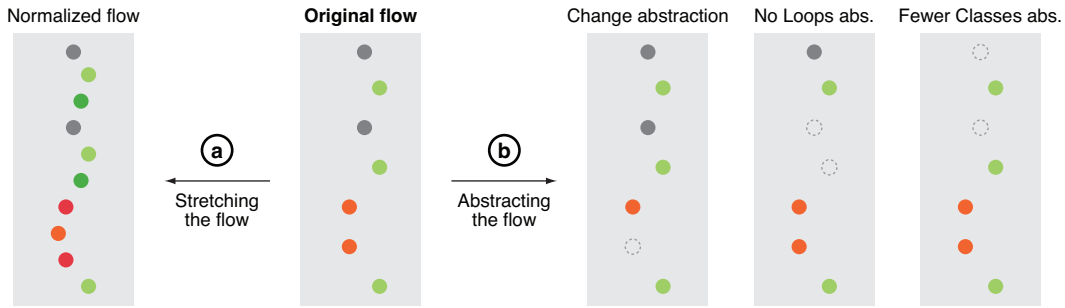 Normalized flow
Original flow
Change abstraction
No Loops abs.
Fewer Classes abs.
a
Stretching
the flow
b
Abstracting
the flow